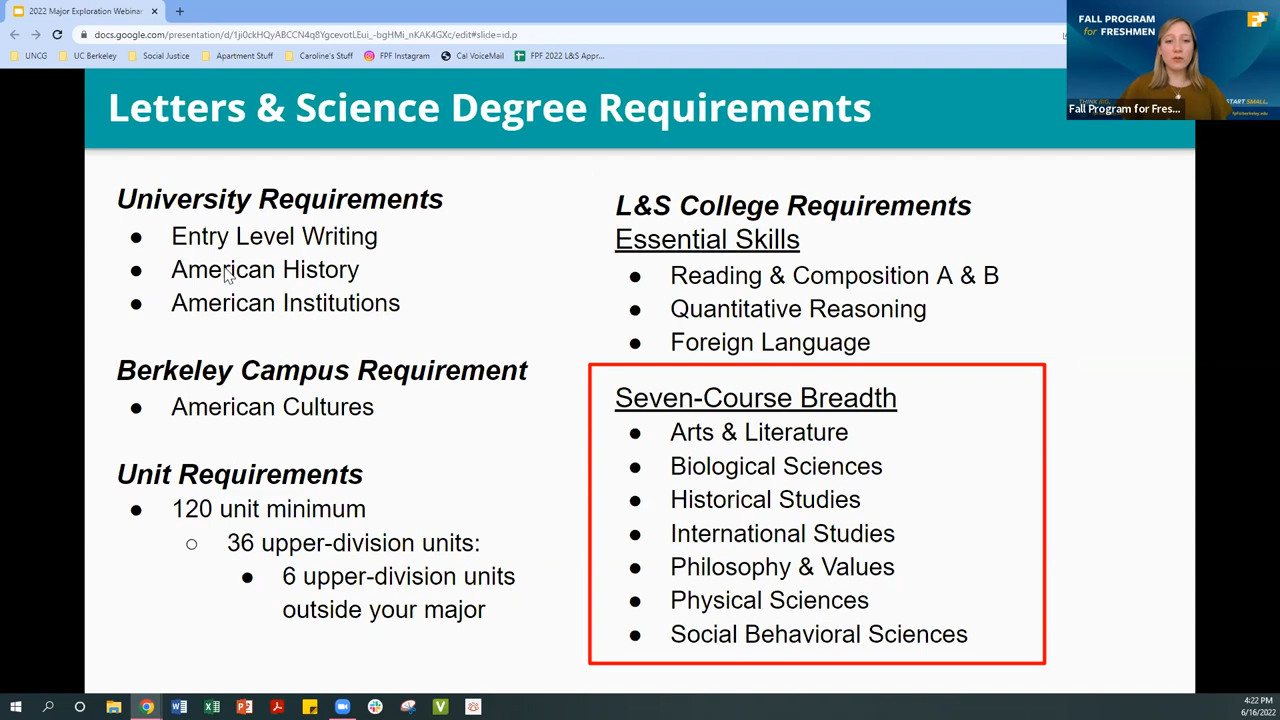 2022 Major Exploration Webinar
docs.google.com/presentation/d/1ji0ckHQyABCCN4q8YgcevotLEui_-bgHMi_nKAK4GXc/edit#slide=id.p
UNCG
UC Berkeley
Social Justice
Apartment Stuff
Caroline's Stuff
FPF Instagram
Cal VoiceMail
FPF 2022 L&S Appr...
FALL PROGRAM
for FRESHMEN
START SMALL.
Fall Program for Fres...
Letters & Science Degree Requirements
University Requirements
● Entry Level Writing
● American History
● American Institutions
Berkeley Campus Requirement
● American Cultures
Unit Requirements
● 120 unit minimum
○ 36 upper-division units:
● 6 upper-division units
outside your major
L&S College Requirements
Essential Skills
● Reading & Composition A & B
● Quantitative Reasoning
● Foreign Language
Seven-Course Breadth
● Arts & Literature
● Biological Sciences
● Historical Studies
● International Studies
● Philosophy & Values
● Physical Sciences
● Social Behavioral Sciences
4:22 PM
6/16/2022